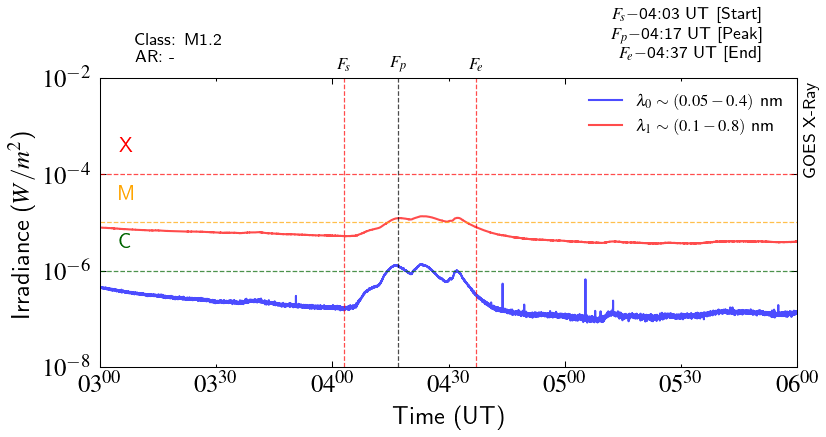 Class: M1.2
AR: -
Fₛ−04:03 UT [Start]
Fₚ−04:17 UT [Peak]
Fₑ−04:37 UT [End]
Fₛ Fₚ Fₑ
10⁻²
10⁻⁴
10⁻⁶
10⁻⁸
Irradiance (W/m²)
X
M
C
λ₀ ∼ (0.05 − 0.4) nm
λ₁ ∼ (0.1 − 0.8) nm
GOES X-Ray
03⁰⁰ 03³⁰ 04⁰⁰ 04³⁰ 05⁰⁰ 05³⁰ 06⁰⁰
Time (UT)